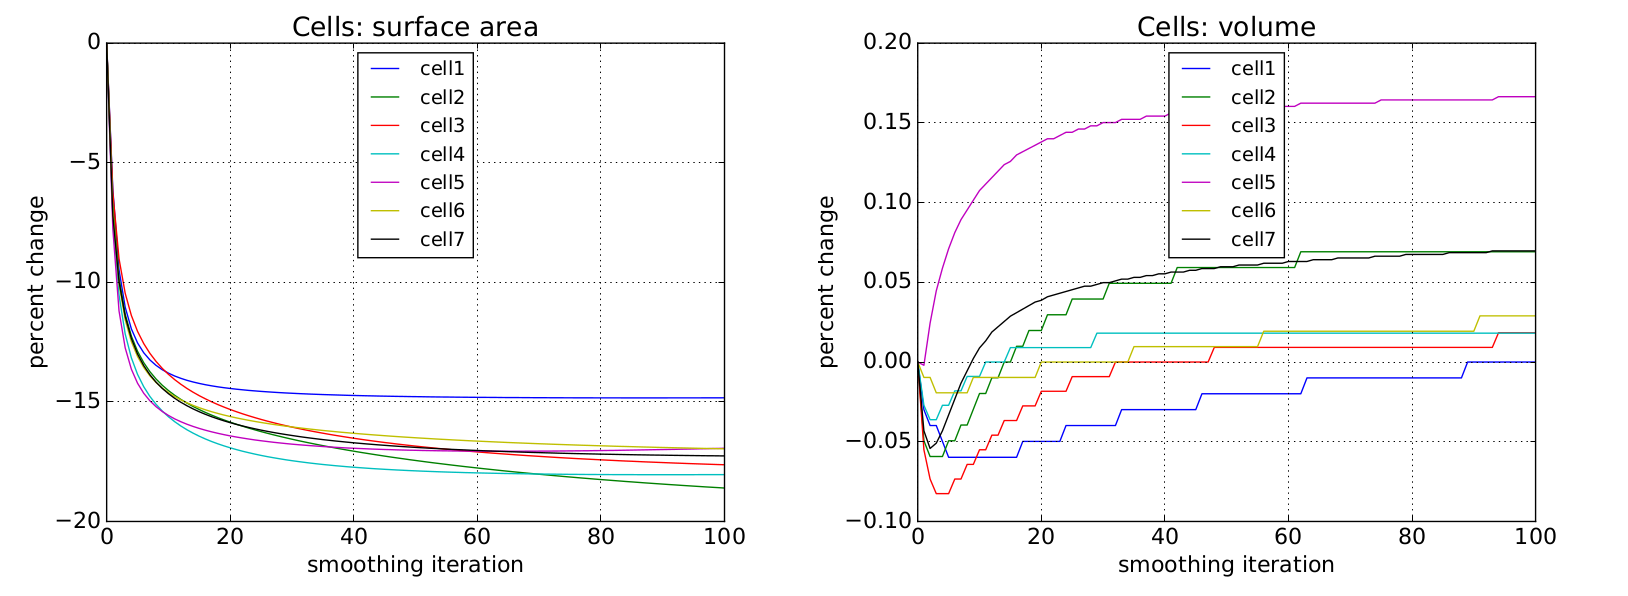 Cells: surface area
0
−5
−10
−15
−20
percent change
cell1
cell2
cell3
cell4
cell5
cell6
cell7
0 20 40 60 80 100
smoothing iteration
Cells: volume
0.20
0.15
0.10
0.05
0.00
−0.05
−0.10
percent change
cell1
cell2
cell3
cell4
cell5
cell6
cell7
0 20 40 60 80 100
smoothing iteration